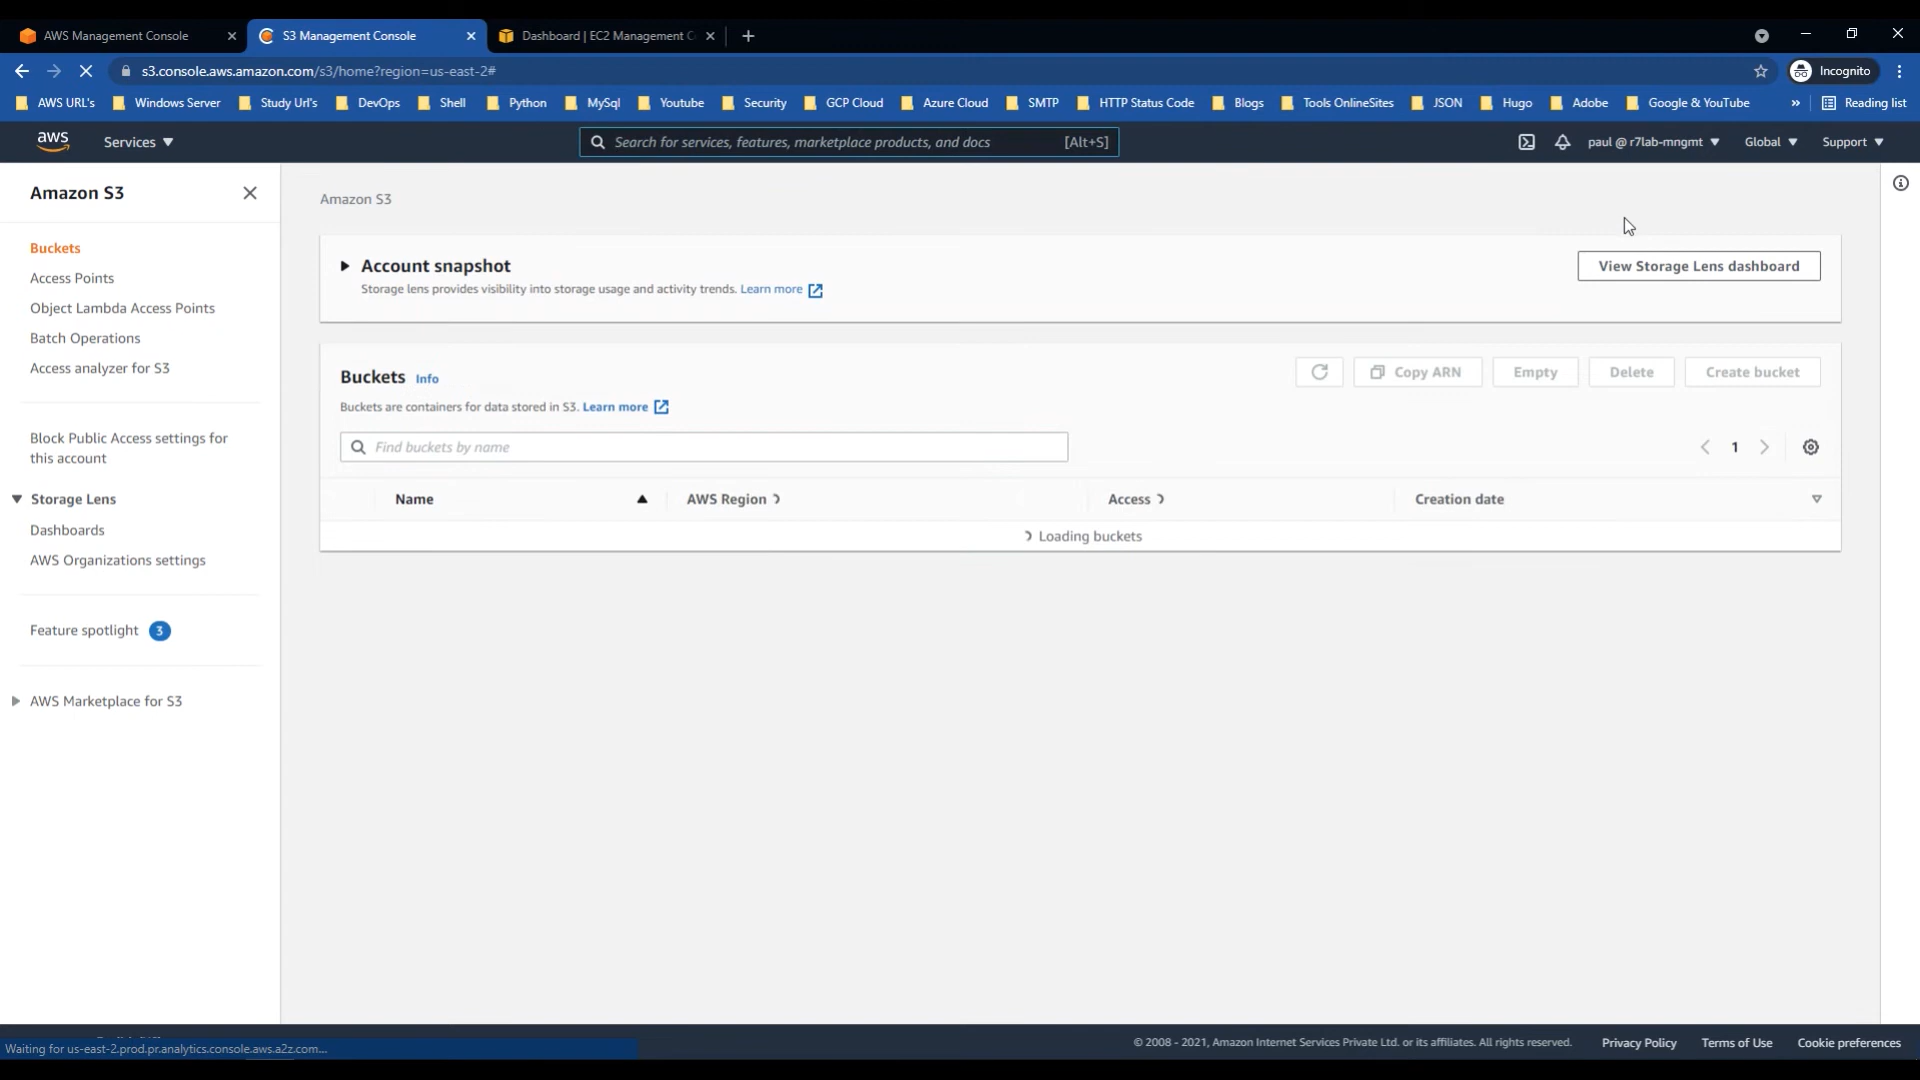 AWS Management Console
S3 Management Console
Dashboard | EC2 Management C
s3.console.aws.amazon.com/s3/home?region=us-east-2#
Incognito
AWS URL's
Windows Server
Study Url's
DevOps
Shell
Python
MySql
Youtube
Security
GCP Cloud
Azure Cloud
SMTP
HTTP Status Code
Blogs
Tools OnlineSites
JSON
Hugo
Adobe
Google & YouTube
»
Reading list
aws
Services
Search for services, features, marketplace products, and docs
[Alt+S]
paul @ r7lab-mngmt
Global
Support
Amazon S3
Buckets
Access Points
Object Lambda Access Points
Batch Operations
Access analyzer for S3
Block Public Access settings for
this account
Storage Lens
Dashboards
AWS Organizations settings
Feature spotlight 3
AWS Marketplace for S3
Amazon S3
Account snapshot
Storage lens provides visibility into storage usage and activity trends. Learn more
View Storage Lens dashboard
Buckets Info
Buckets are containers for data stored in S3. Learn more
Copy ARN
Empty
Delete
Create bucket
Find buckets by name
1
Name
AWS Region
Access
Creation date
Loading buckets
Waiting for us-east-2.prod.pr.analytics.console.aws.a2z.com...
© 2008 - 2021, Amazon Internet Services Private Ltd. or its affiliates. All rights reserved.
Privacy Policy
Terms of Use
Cookie preferences